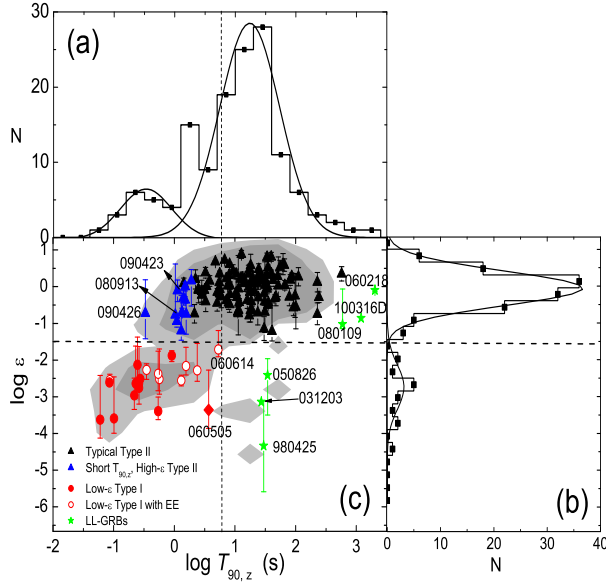 (a)
30
20
N
10
0
(c)
1
0
-1
-2
-3
-4
-5
-6
log ε
090423
080913
090426
060218
100316D
080109
060614
050826
031203
060505
980425
Typical Type II
Short T90,z, High-ε Type II
Low-ε Type I
Low-ε Type I with EE
LL-GRBs
-2 -1 0 1 2 3
log T90, z (s)
(b)
0 10 20 30 40
N